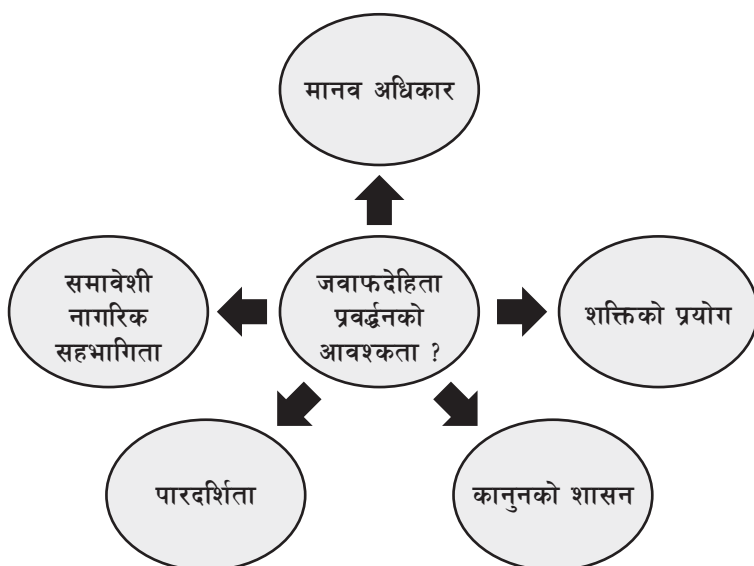 मानव अधिकार
समावेशी
नागरिक
सहभागिता
जवाफदेहिता
प्रवर्द्धनको
आवश्कता ?
शक्तिको प्रयोग
पारदर्शिता
कानुनको शासन